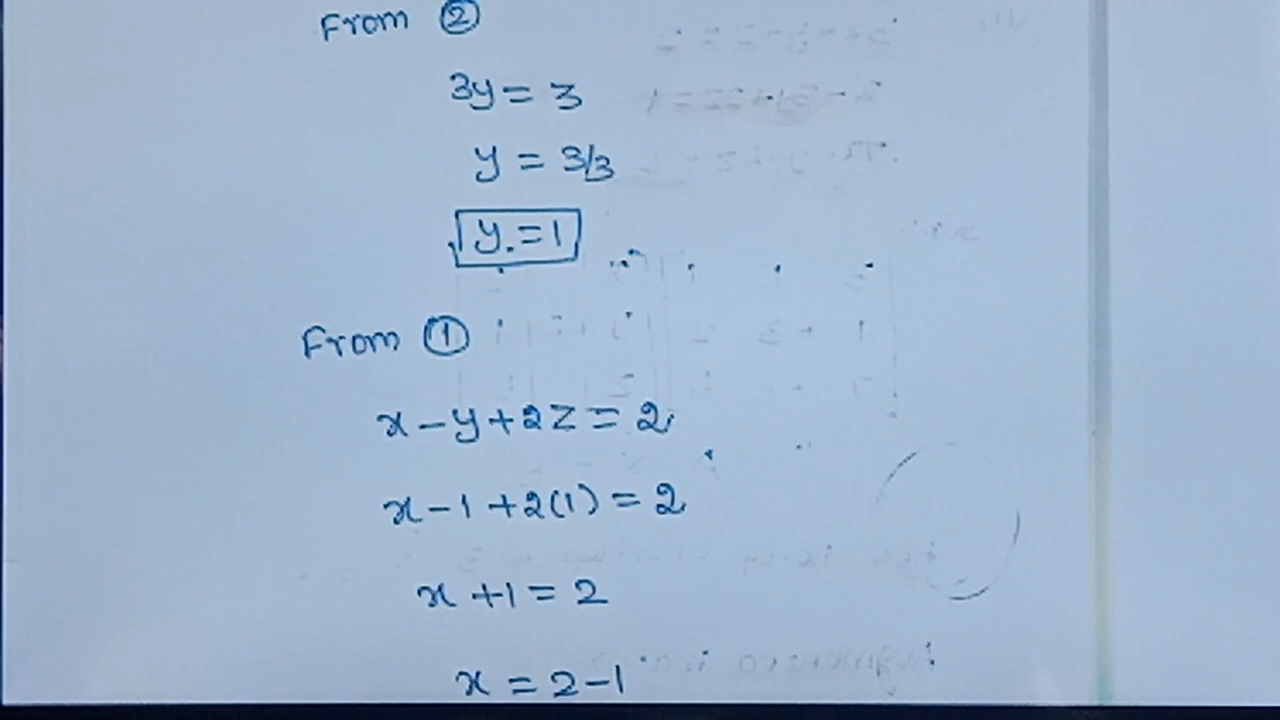 From ②
3y = 3
y = 3/3
y = 1
From ①
x - y + 2z = 2
x - 1 + 2(1) = 2
x + 1 = 2
x = 2 - 1